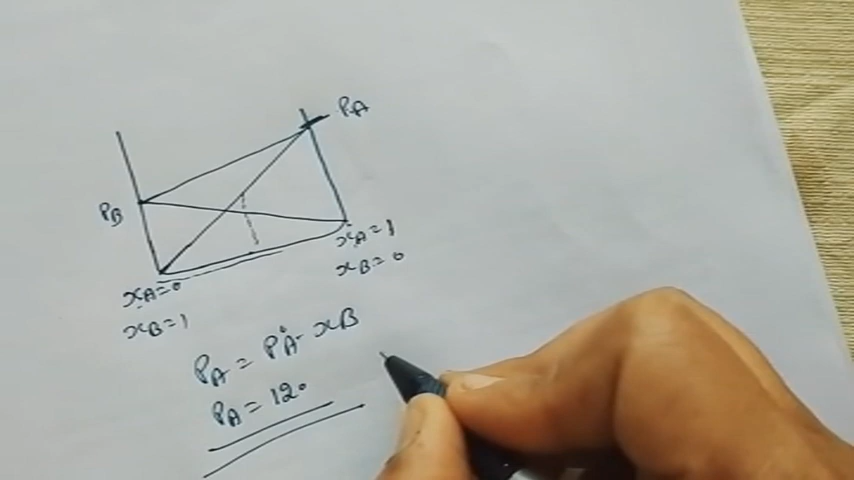 PA
PB
xA=1
xB=0
xA=0
xB=1
PA = P°A · xB
PA = 120